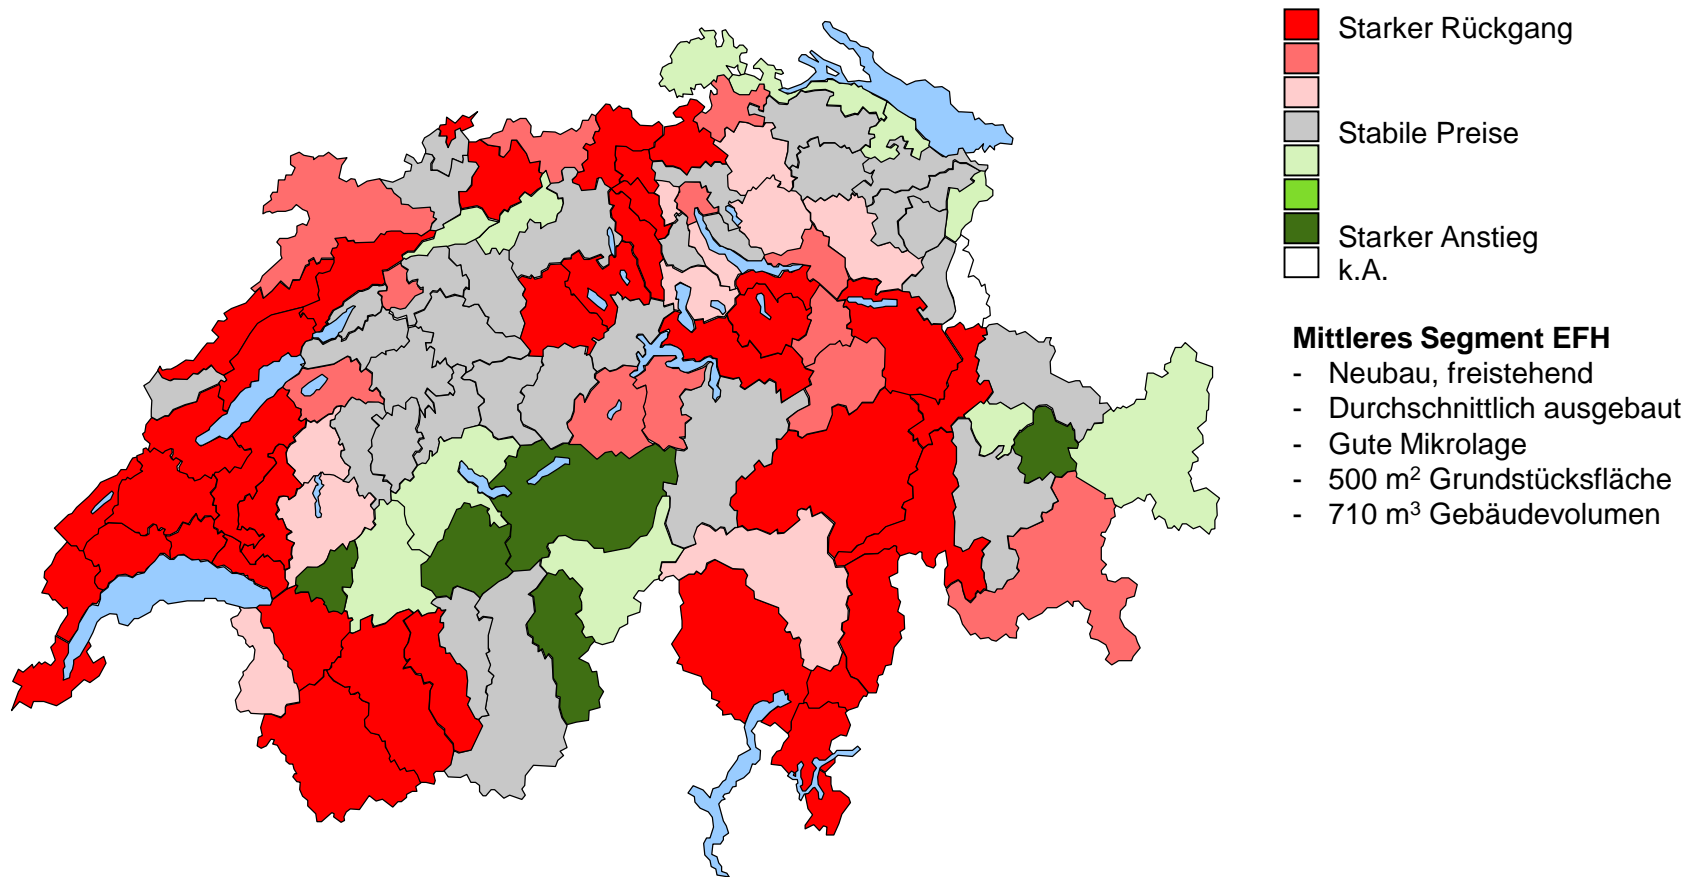 Starker Rückgang
Stabile Preise
Starker Anstieg
k.A.
Mittleres Segment EFH
- Neubau, freistehend
- Durchschnittlich ausgebaut
- Gute Mikrolage
- 500 m² Grundstücksfläche
- 710 m³ Gebäudevolumen